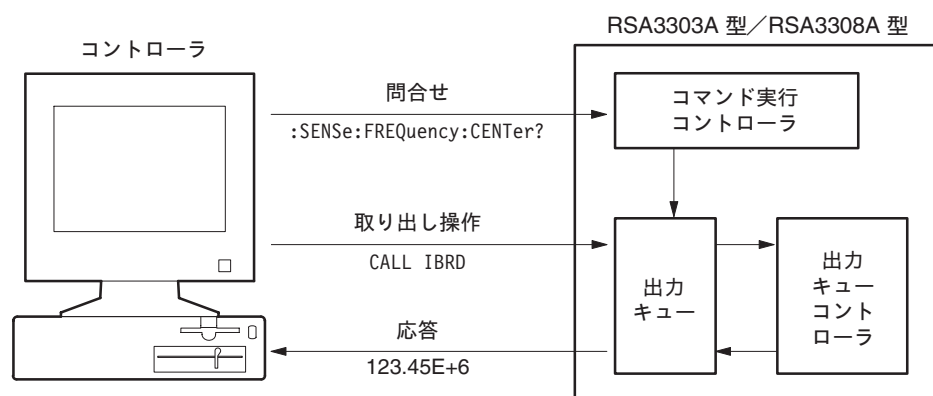 RSA3303A 型／RSA3308A 型
コントローラ
問合せ
:SENSe:FREQuency:CENTer?
コマンド実行
コントローラ
取り出し操作
CALL IBRD
出力
キュー
出力
キュー
コント
ローラ
応答
123.45E+6